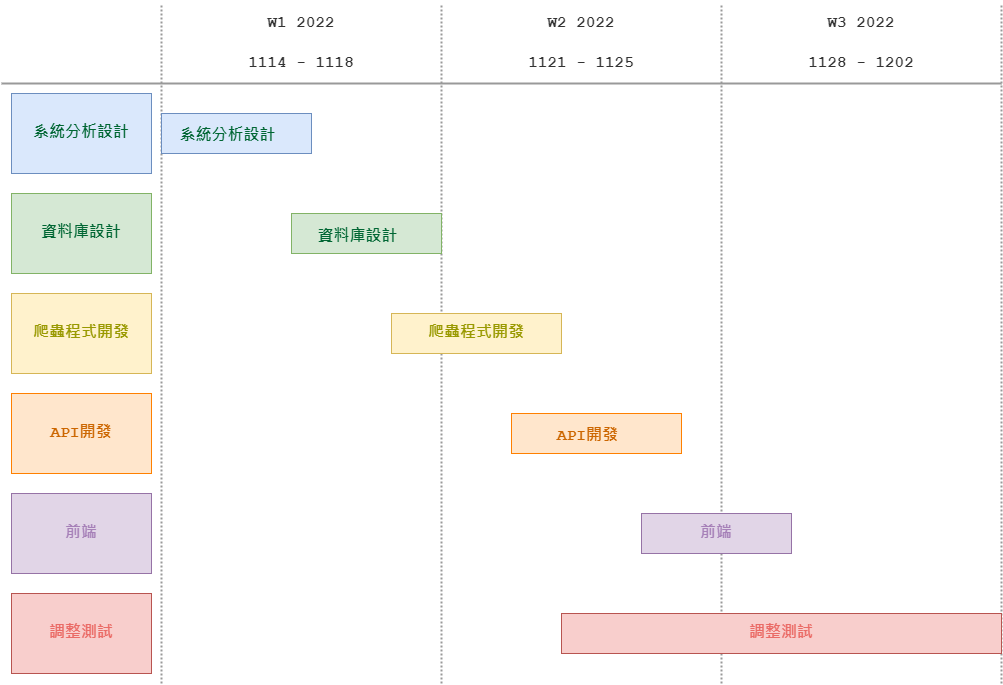 W1 2022
W2 2022
W3 2022
1114 - 1118
1121 - 1125
1128 - 1202
系統分析設計
系統分析設計
資料庫設計
資料庫設計
爬蟲程式開發
爬蟲程式開發
API開發
API開發
前端
前端
調整測試
調整測試